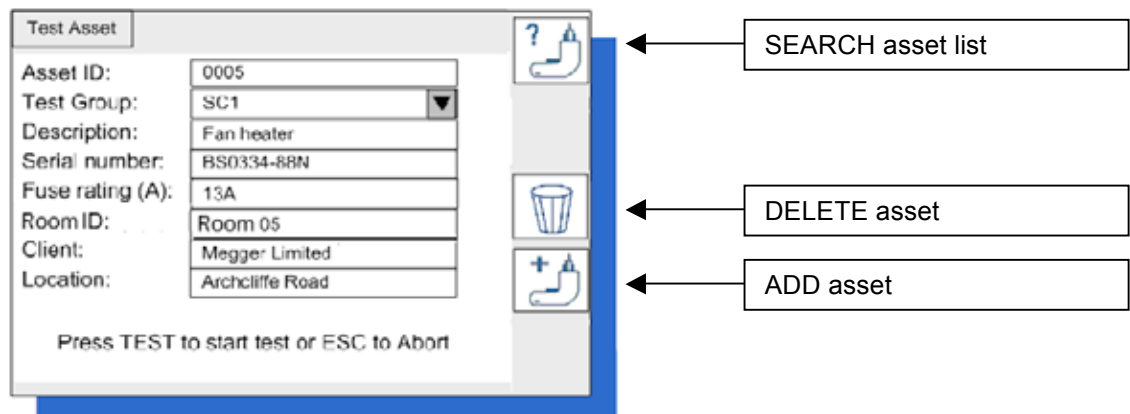 Test Asset
Asset ID: 0005
Test Group: SC1
Description: Fan heater
Serial number: BS0334-88N
Fuse rating (A): 13A
Room ID: Room 05
Client: Megger Limited
Location: Archcliffe Road
Press TEST to start test or ESC to Abort
?
SEARCH asset list
DELETE asset
+
ADD asset